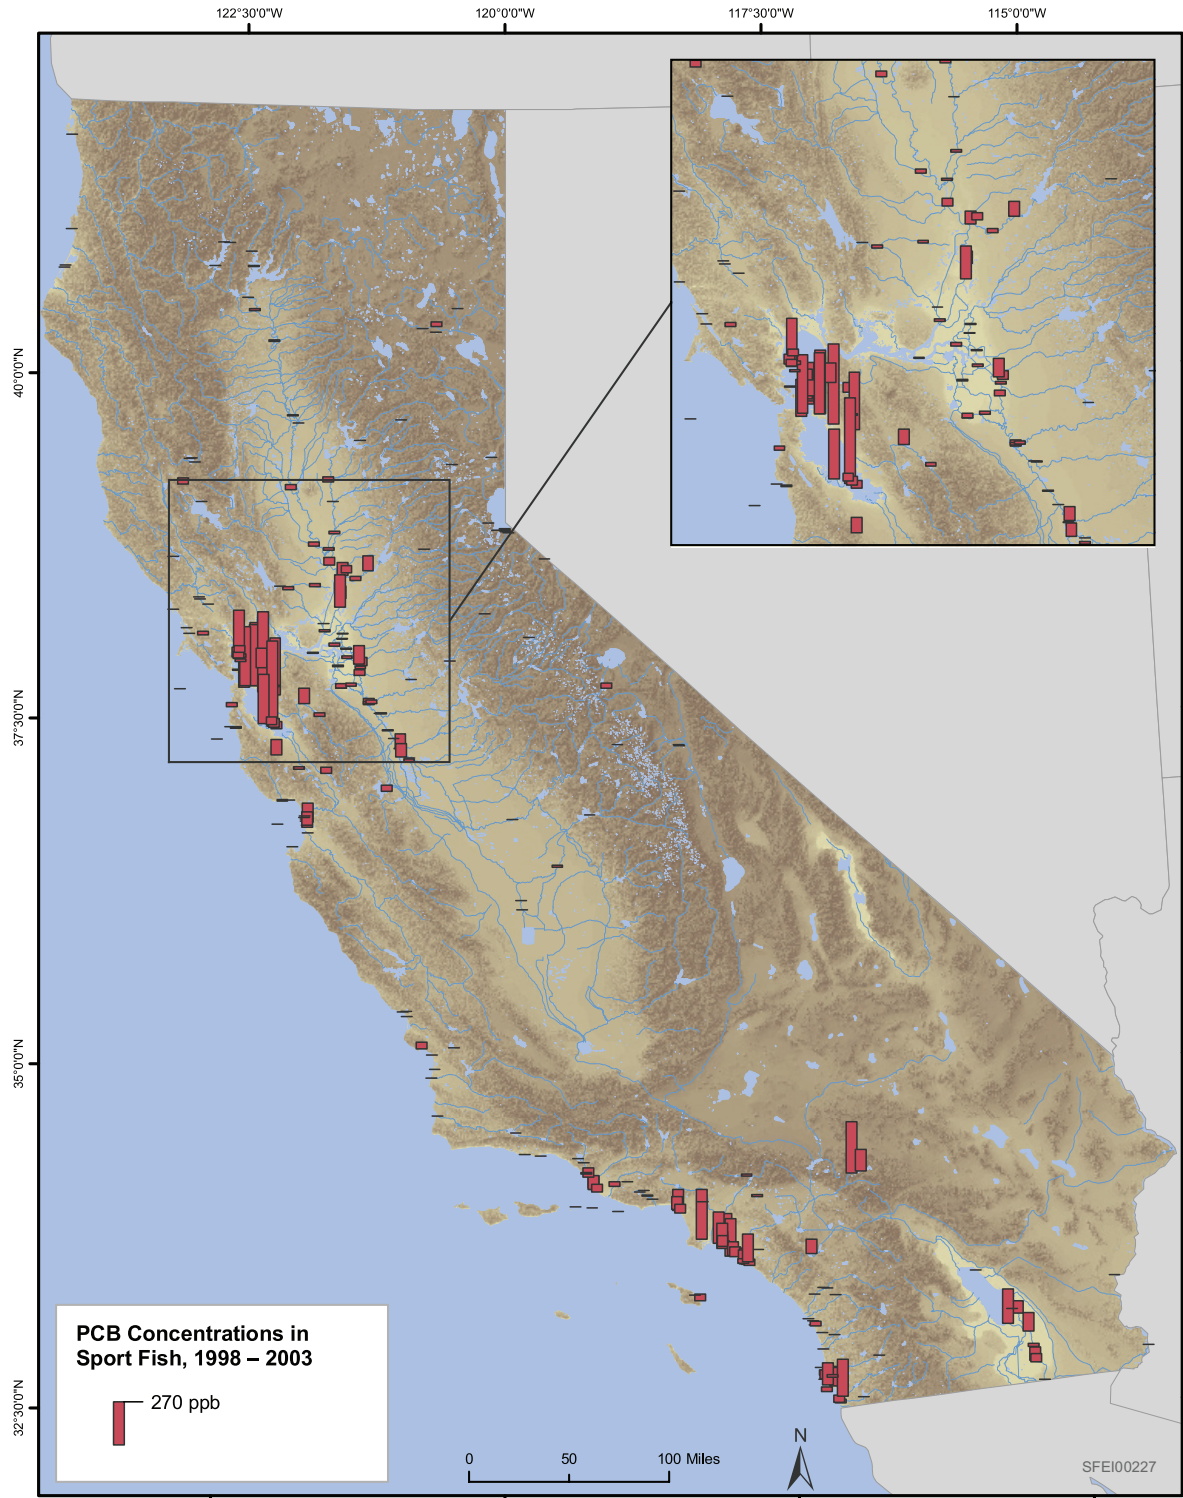 122°30'0"W
120°0'0"W
117°30'0"W
115°0'0"W
40°0'0"N
37°30'0"N
35°0'0"N
32°30'0"N
PCB Concentrations in
Sport Fish, 1998 – 2003
270 ppb
0
50
100 Miles
N
SFEI00227